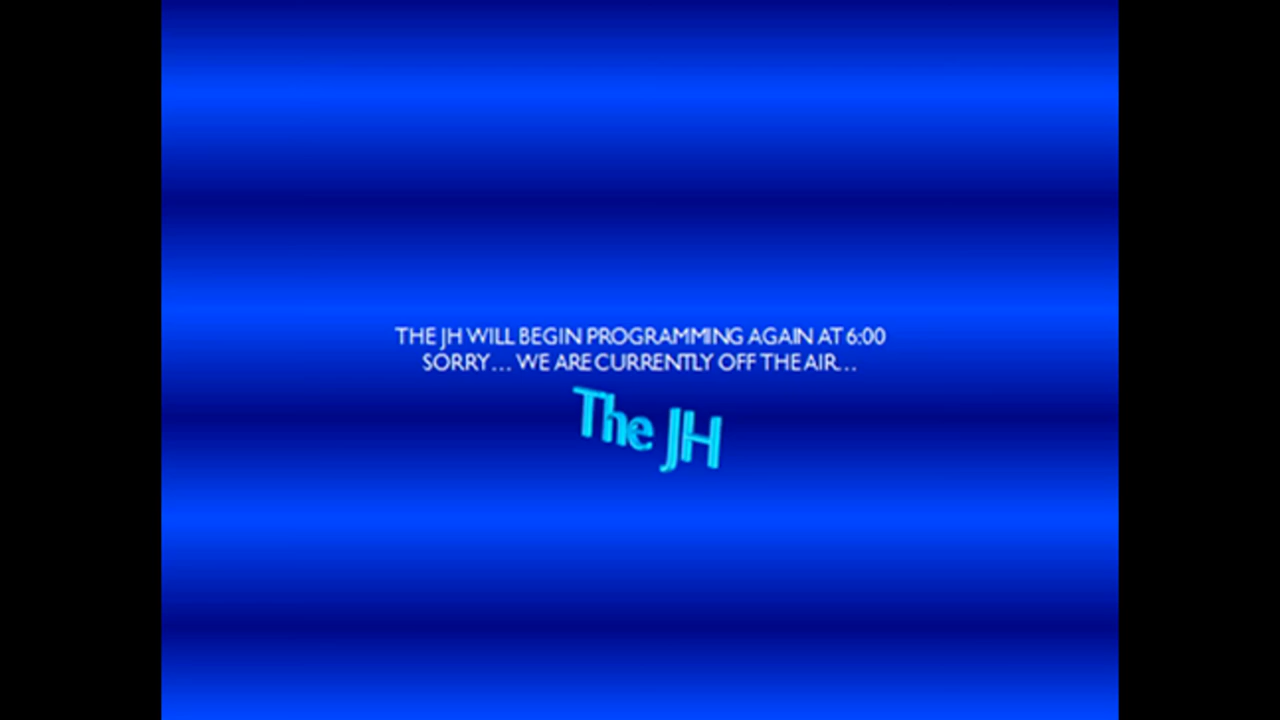 THE JH WILL BEGIN PROGRAMMING AGAIN AT 6:00
SORRY... WE ARE CURRENTLY OFF THE AIR...
The JH